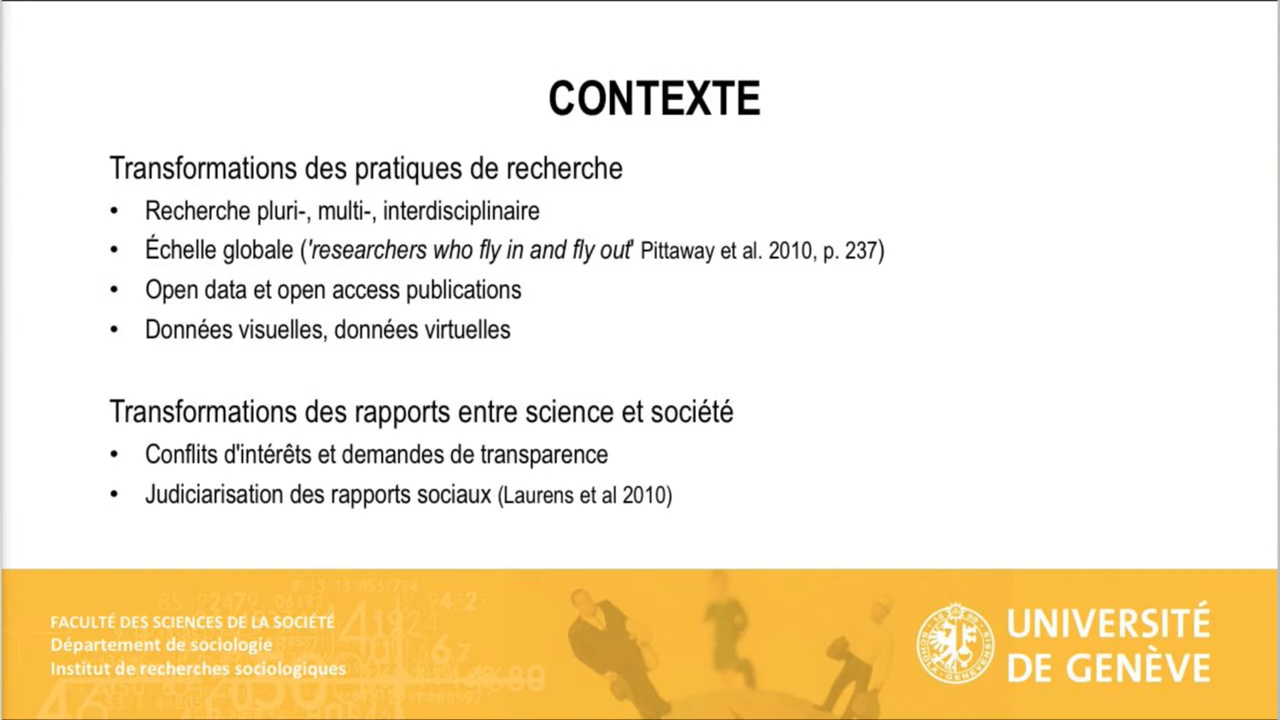 CONTEXTE
Transformations des pratiques de recherche
• Recherche pluri-, multi-, interdisciplinaire
• Échelle globale ('researchers who fly in and fly out' Pittaway et al. 2010, p. 237)
• Open data et open access publications
• Données visuelles, données virtuelles
Transformations des rapports entre science et société
• Conflits d'intérêts et demandes de transparence
• Judiciarisation des rapports sociaux (Laurens et al 2010)
FACULTÉ DES SCIENCES DE LA SOCIÉTÉ
Département de sociologie
Institut de recherches sociologiques
UNIVERSITÉ
DE GENÈVE